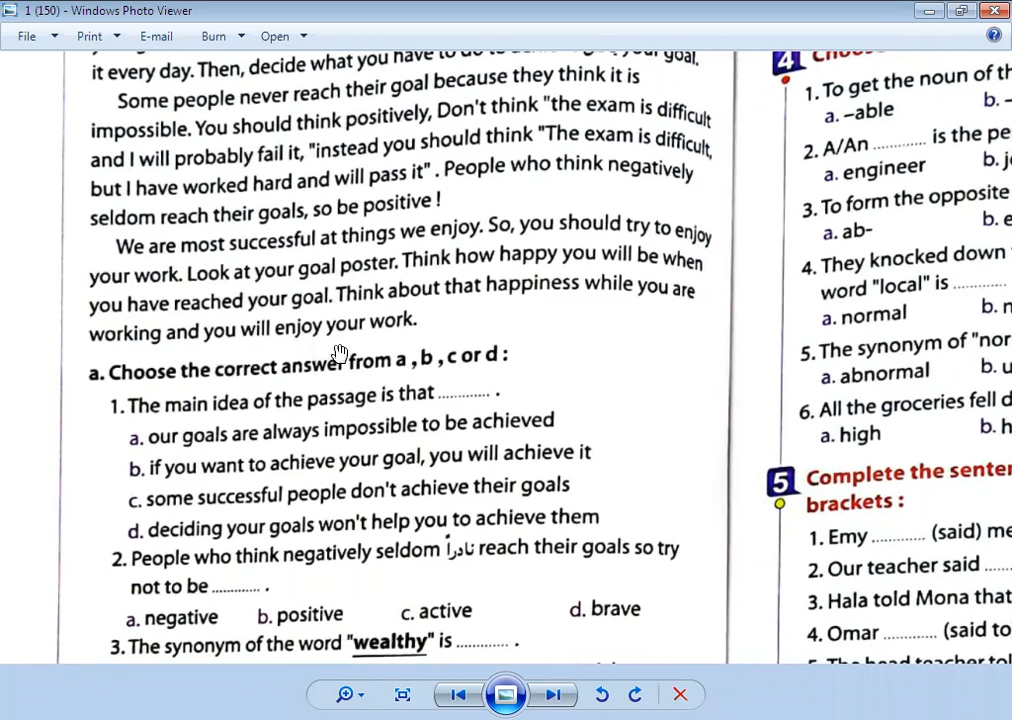 1 (150) - Windows Photo Viewer
File Print E-mail Burn Open
it every day. Then, decide what you have to do to your goal.
Some people never reach their goal because they think it is
impossible. You should think positively, Don't think "the exam is difficult
and I will probably fail it, "instead you should think "The exam is difficult,
but I have worked hard and will pass it" . People who think negatively
seldom reach their goals, so be positive !
We are most successful at things we enjoy. So, you should try to enjoy
your work. Look at your goal poster. Think how happy you will be when
you have reached your goal. Think about that happiness while you are
working and you will enjoy your work.
a. Choose the correct answer from a , b , c or d :
1. The main idea of the passage is that ............ .
a. our goals are always impossible to be achieved
b. if you want to achieve your goal, you will achieve it
c. some successful people don't achieve their goals
d. deciding your goals won't help you to achieve them
2. People who think negatively seldom نادراً reach their goals so try
not to be ............ .
a. negative b. positive c. active d. brave
3. The synonym of the word "wealthy" is ............ .
4
1. To get the noun of th
a. –able b. –
2. A/An ............ is the pe
a. engineer b. j
3. To form the opposite
a. ab- b. e
4. They knocked down
word "local" is ............
a. normal b. n
5. The synonym of "nor
a. abnormal b. u
6. All the groceries fell d
a. high b. h
5 Complete the senten
brackets :
1. Emy ............ (said) me
2. Our teacher said ......
3. Hala told Mona that
4. Omar ............ (said to
5. The head teacher tol